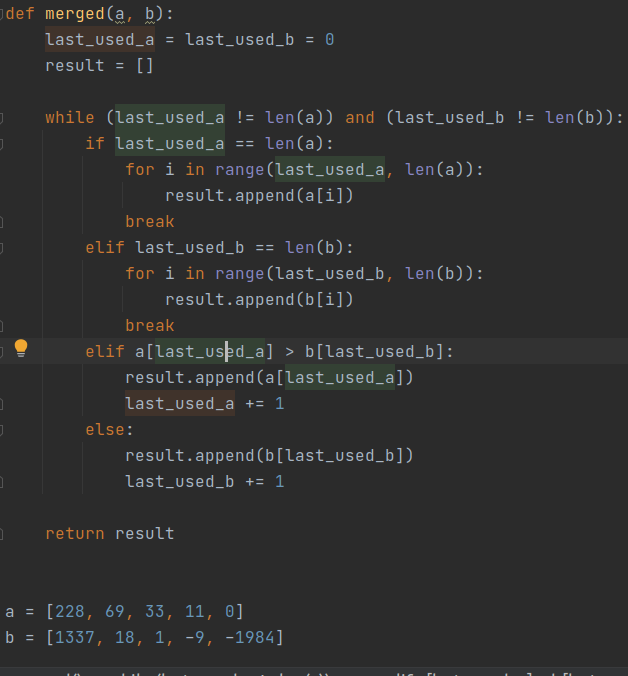 def merged(a, b):
    last_used_a = last_used_b = 0
    result = []
    while (last_used_a != len(a)) and (last_used_b != len(b)):
        if last_used_a == len(a):
            for i in range(last_used_a, len(a)):
                result.append(a[i])
            break
        elif last_used_b == len(b):
            for i in range(last_used_b, len(b)):
                result.append(b[i])
            break
        elif a[last_used_a] > b[last_used_b]:
            result.append(a[last_used_a])
            last_used_a += 1
        else:
            result.append(b[last_used_b])
            last_used_b += 1
    return result
a = [228, 69, 33, 11, 0]
b = [1337, 18, 1, -9, -1984]